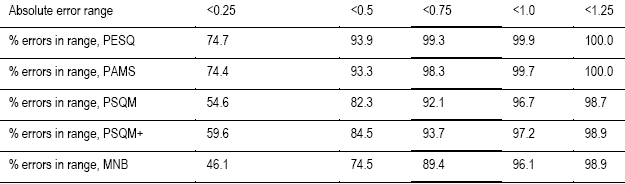 Absolute error range <0.25 <0.5 <0.75 <1.0 <1.25
% errors in range, PESQ 74.7 93.9 99.3 99.9 100.0
% errors in range, PAMS 74.4 93.3 98.3 99.7 100.0
% errors in range, PSQM 54.6 82.3 92.1 96.7 98.7
% errors in range, PSQM+ 59.6 84.5 93.7 97.2 98.9
% errors in range, MNB 46.1 74.5 89.4 96.1 98.9